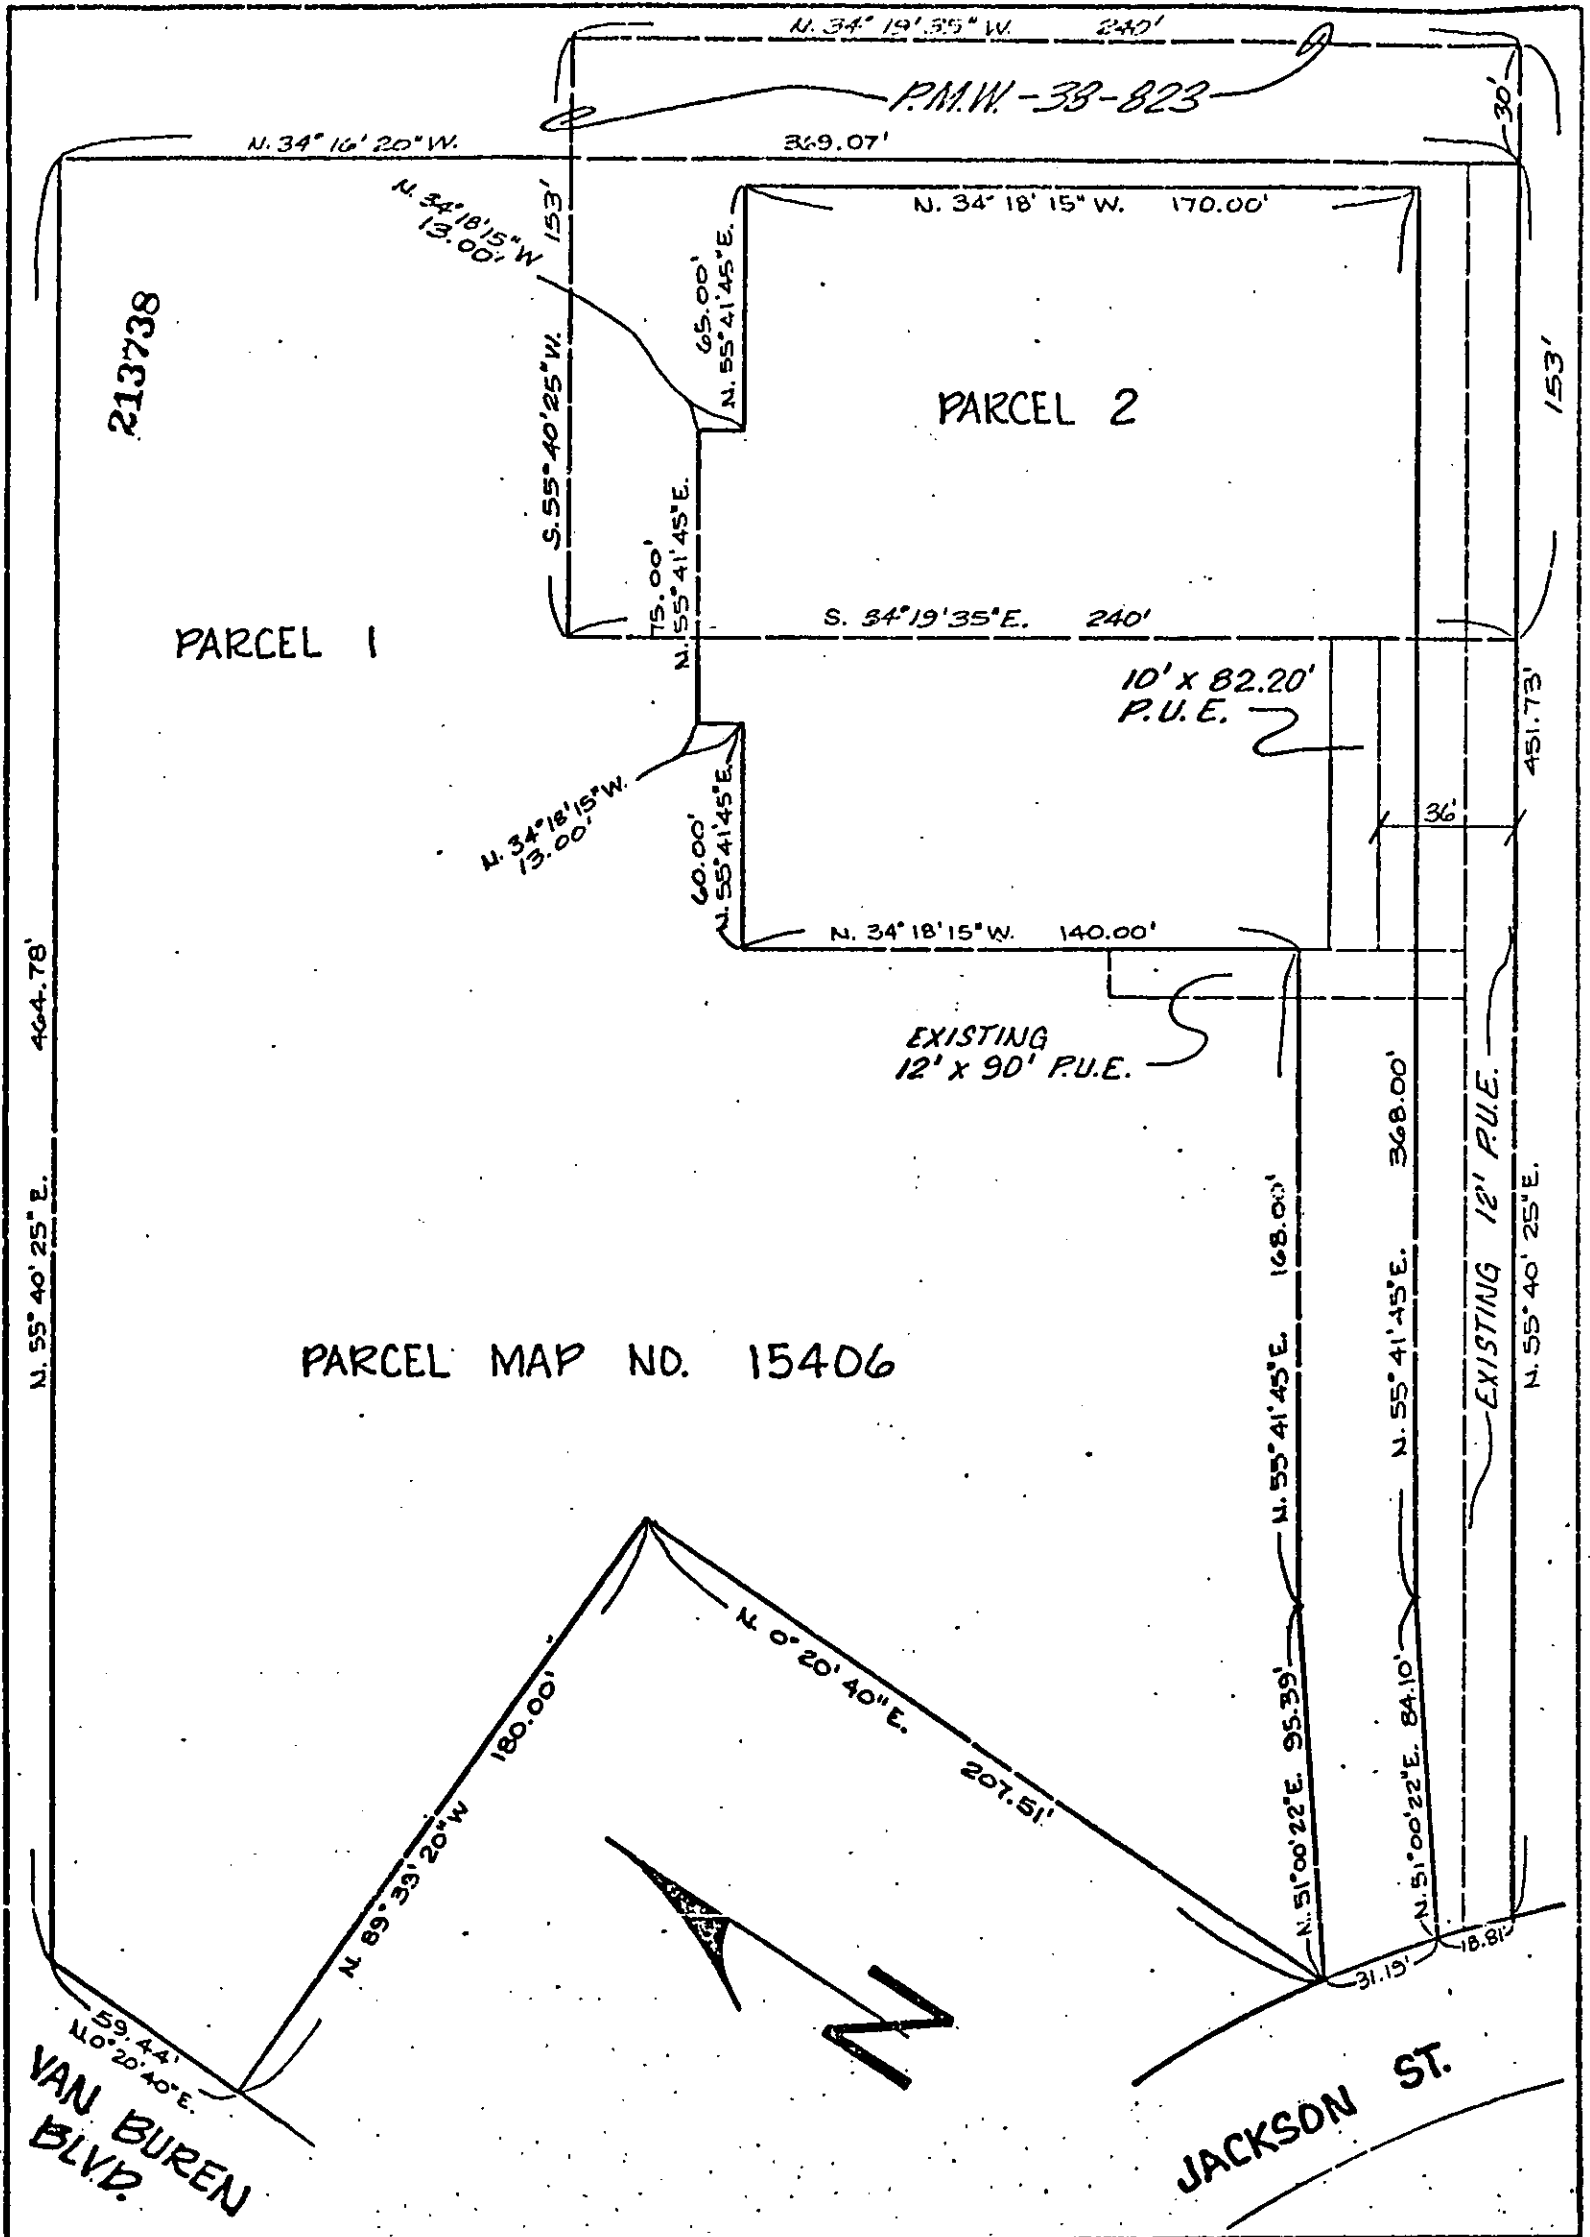 N. 34° 19' 35" W. 240'
P.M.W. -38-823
30'
N. 34° 16' 20" W. 369.07'
N. 34° 18' 15" W
13.00'
153'
S. 55° 40' 25" W.
65.00'
N. 55° 41' 45" E.
N. 34° 18' 15" W. 170.00'
213738
PARCEL 2
153'
75.00'
N. 55° 41' 45" E.
S. 34° 19' 35" E. 240'
PARCEL 1
10' X 82.20'
P.U.E.
451.73'
36'
N. 34° 18' 15" W.
13.00'
60.00'
N. 55° 41' 45" E.
N. 34° 18' 15" W. 140.00'
EXISTING
12' X 90' P.U.E.
N. 55° 40' 25" E. 464.78'
N. 55° 41' 45" E. 168.00'
N. 55° 41' 45" E. 368.00'
EXISTING 12' P.U.E.
N. 55° 40' 25" E.
PARCEL MAP NO. 15406
N. 0° 20' 40" E. 207.51'
N. 89° 33' 20" W 180.00'
N. 51° 00' 22" E. 95.39'
N. 51° 00' 22" E. 84.10'
18.81'
31.19'
59.44'
N. 0° 20' 40" E.
VAN BUREN
BLVD.
N
JACKSON ST.